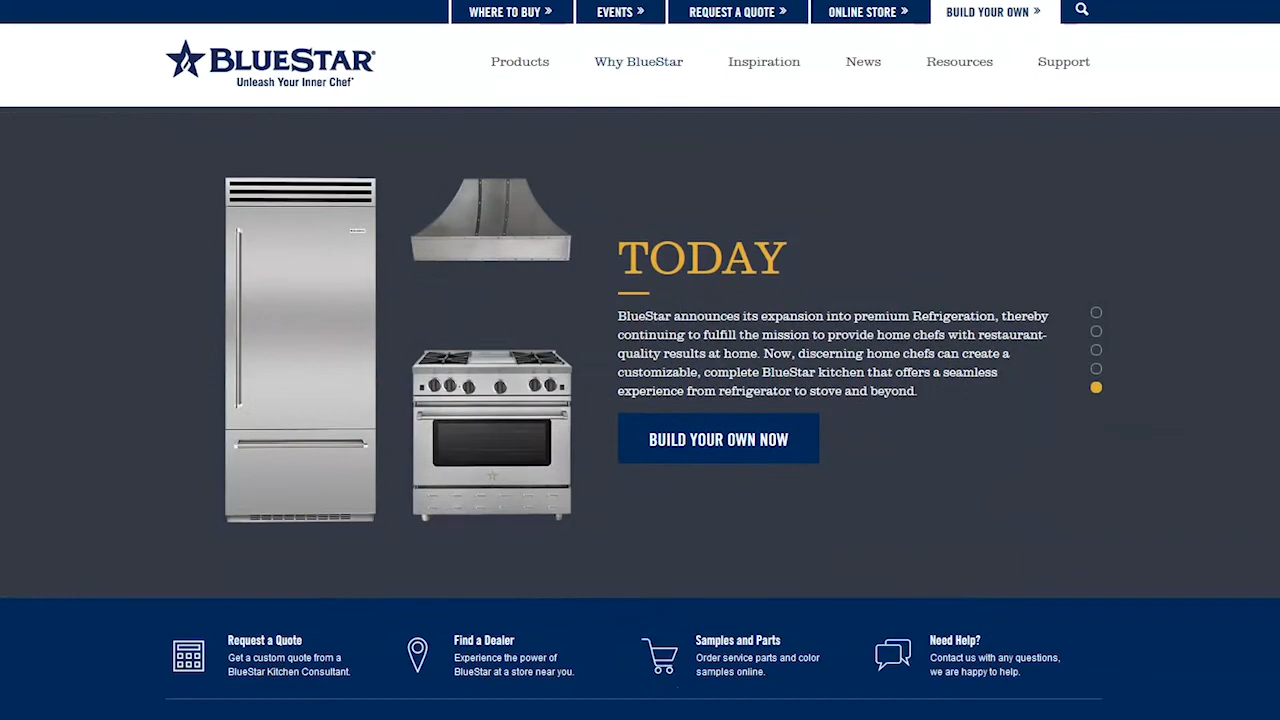 WHERE TO BUY »
EVENTS »
REQUEST A QUOTE »
ONLINE STORE »
BUILD YOUR OWN »
BLUESTAR®
Unleash Your Inner Chef®
Products
Why BlueStar
Inspiration
News
Resources
Support
TODAY
BlueStar announces its expansion into premium Refrigeration, thereby
continuing to fulfill the mission to provide home chefs with restaurant-
quality results at home. Now, discerning home chefs can create a
customizable, complete BlueStar kitchen that offers a seamless
experience from refrigerator to stove and beyond.
BUILD YOUR OWN NOW
Request a Quote
Get a custom quote from a
BlueStar Kitchen Consultant.
Find a Dealer
Experience the power of
BlueStar at a store near you.
Samples and Parts
Order service parts and color
samples online.
Need Help?
Contact us with any questions,
we are happy to help.